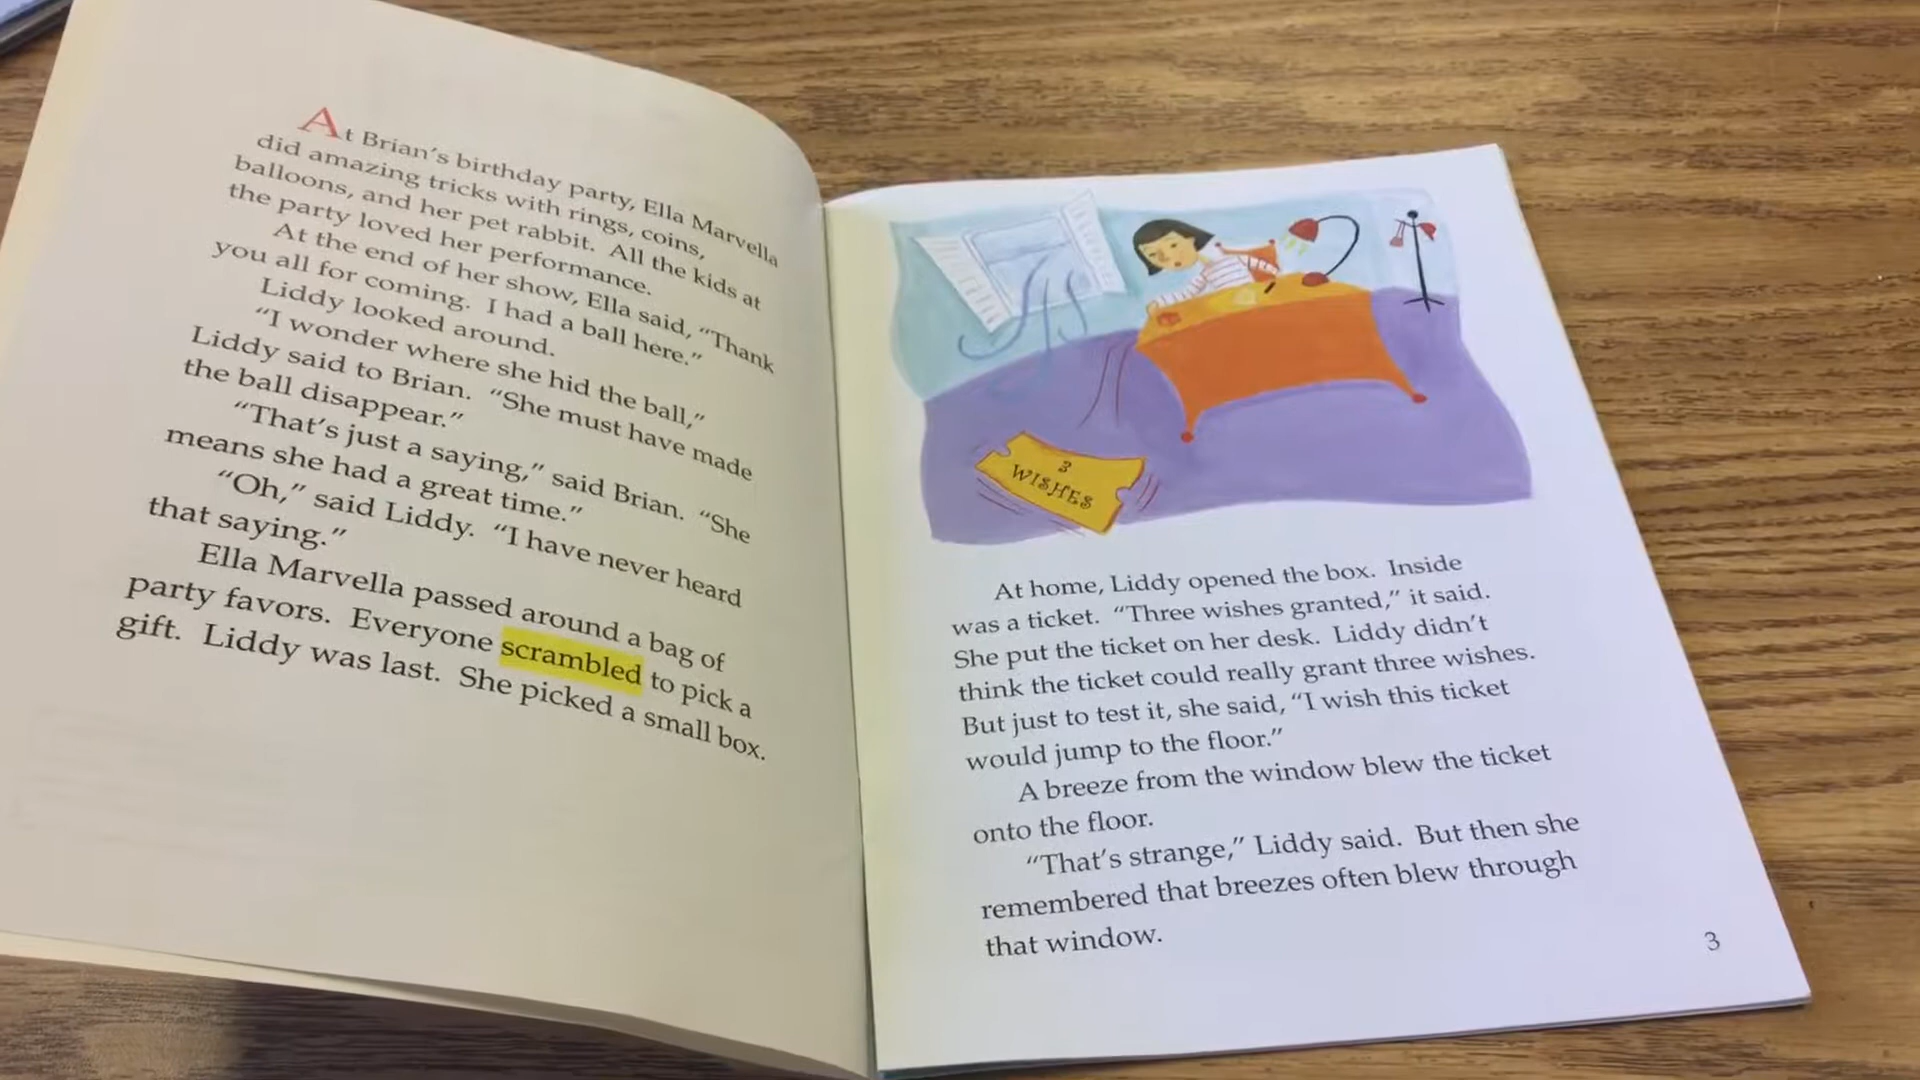 At Brian's birthday party, Ella Marvella
did amazing tricks with rings, coins,
balloons, and her pet rabbit. All the kids at
the party loved her performance.
At the end of her show, Ella said, "Thank
you all for coming. I had a ball here."
Liddy looked around.
"I wonder where she hid the ball,"
Liddy said to Brian. "She must have made
the ball disappear."
"That's just a saying," said Brian. "She
means she had a great time."
"Oh," said Liddy. "I have never heard
that saying."
Ella Marvella passed around a bag of
party favors. Everyone scrambled to pick a
gift. Liddy was last. She picked a small box.
3
WISHES
At home, Liddy opened the box. Inside
was a ticket. "Three wishes granted," it said.
She put the ticket on her desk. Liddy didn't
think the ticket could really grant three wishes.
But just to test it, she said, "I wish this ticket
would jump to the floor."
A breeze from the window blew the ticket
onto the floor.
"That's strange," Liddy said. But then she
remembered that breezes often blew through
that window.
3